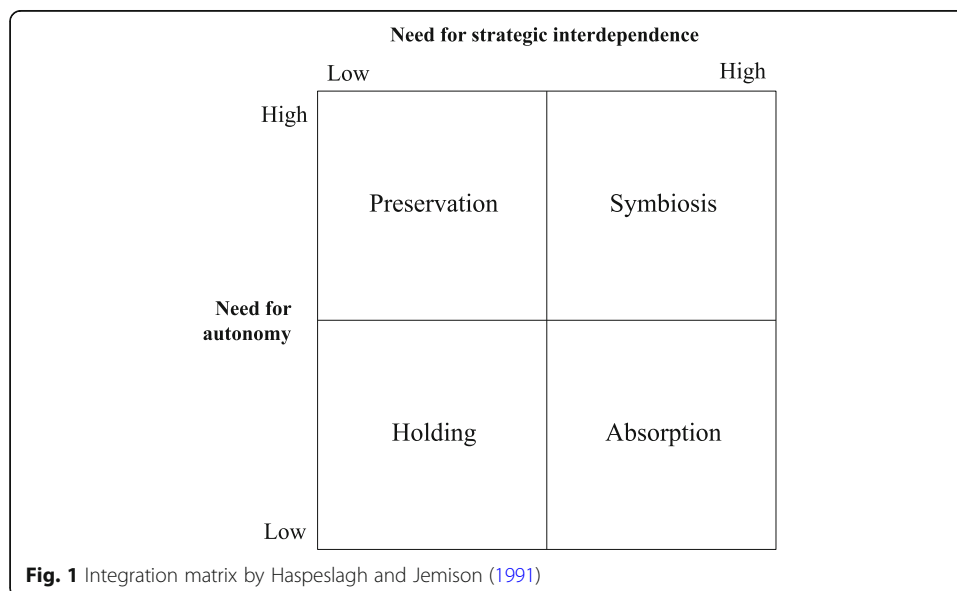 Need for strategic interdependence
Low High
High
Preservation Symbiosis
Need for
autonomy
Holding Absorption
Low
Fig. 1 Integration matrix by Haspeslagh and Jemison (1991)